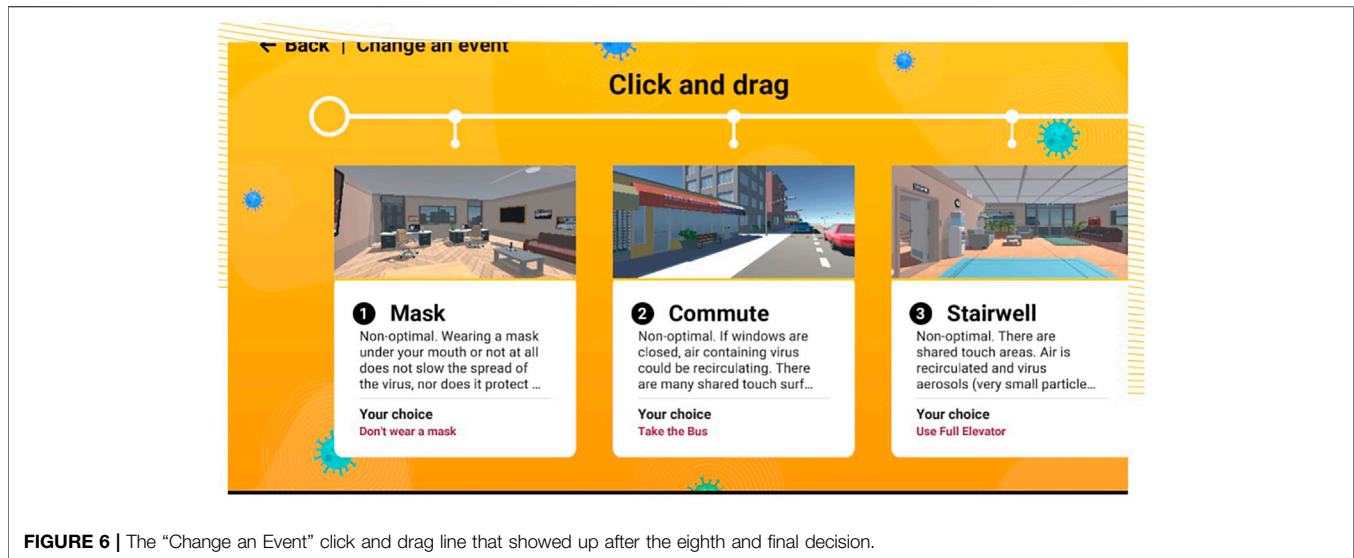 ← Back | Change an event
Click and drag
1 Mask
Non-optimal. Wearing a mask
under your mouth or not at all
does not slow the spread of
the virus, nor does it protect ...
Your choice
Don't wear a mask
2 Commute
Non-optimal. If windows are
closed, air containing virus
could be recirculating. There
are many shared touch surf...
Your choice
Take the Bus
3 Stairwell
Non-optimal. There are
shared touch areas. Air is
recirculated and virus
aerosols (very small particle...
Your choice
Use Full Elevator
FIGURE 6 | The “Change an Event” click and drag line that showed up after the eighth and final decision.